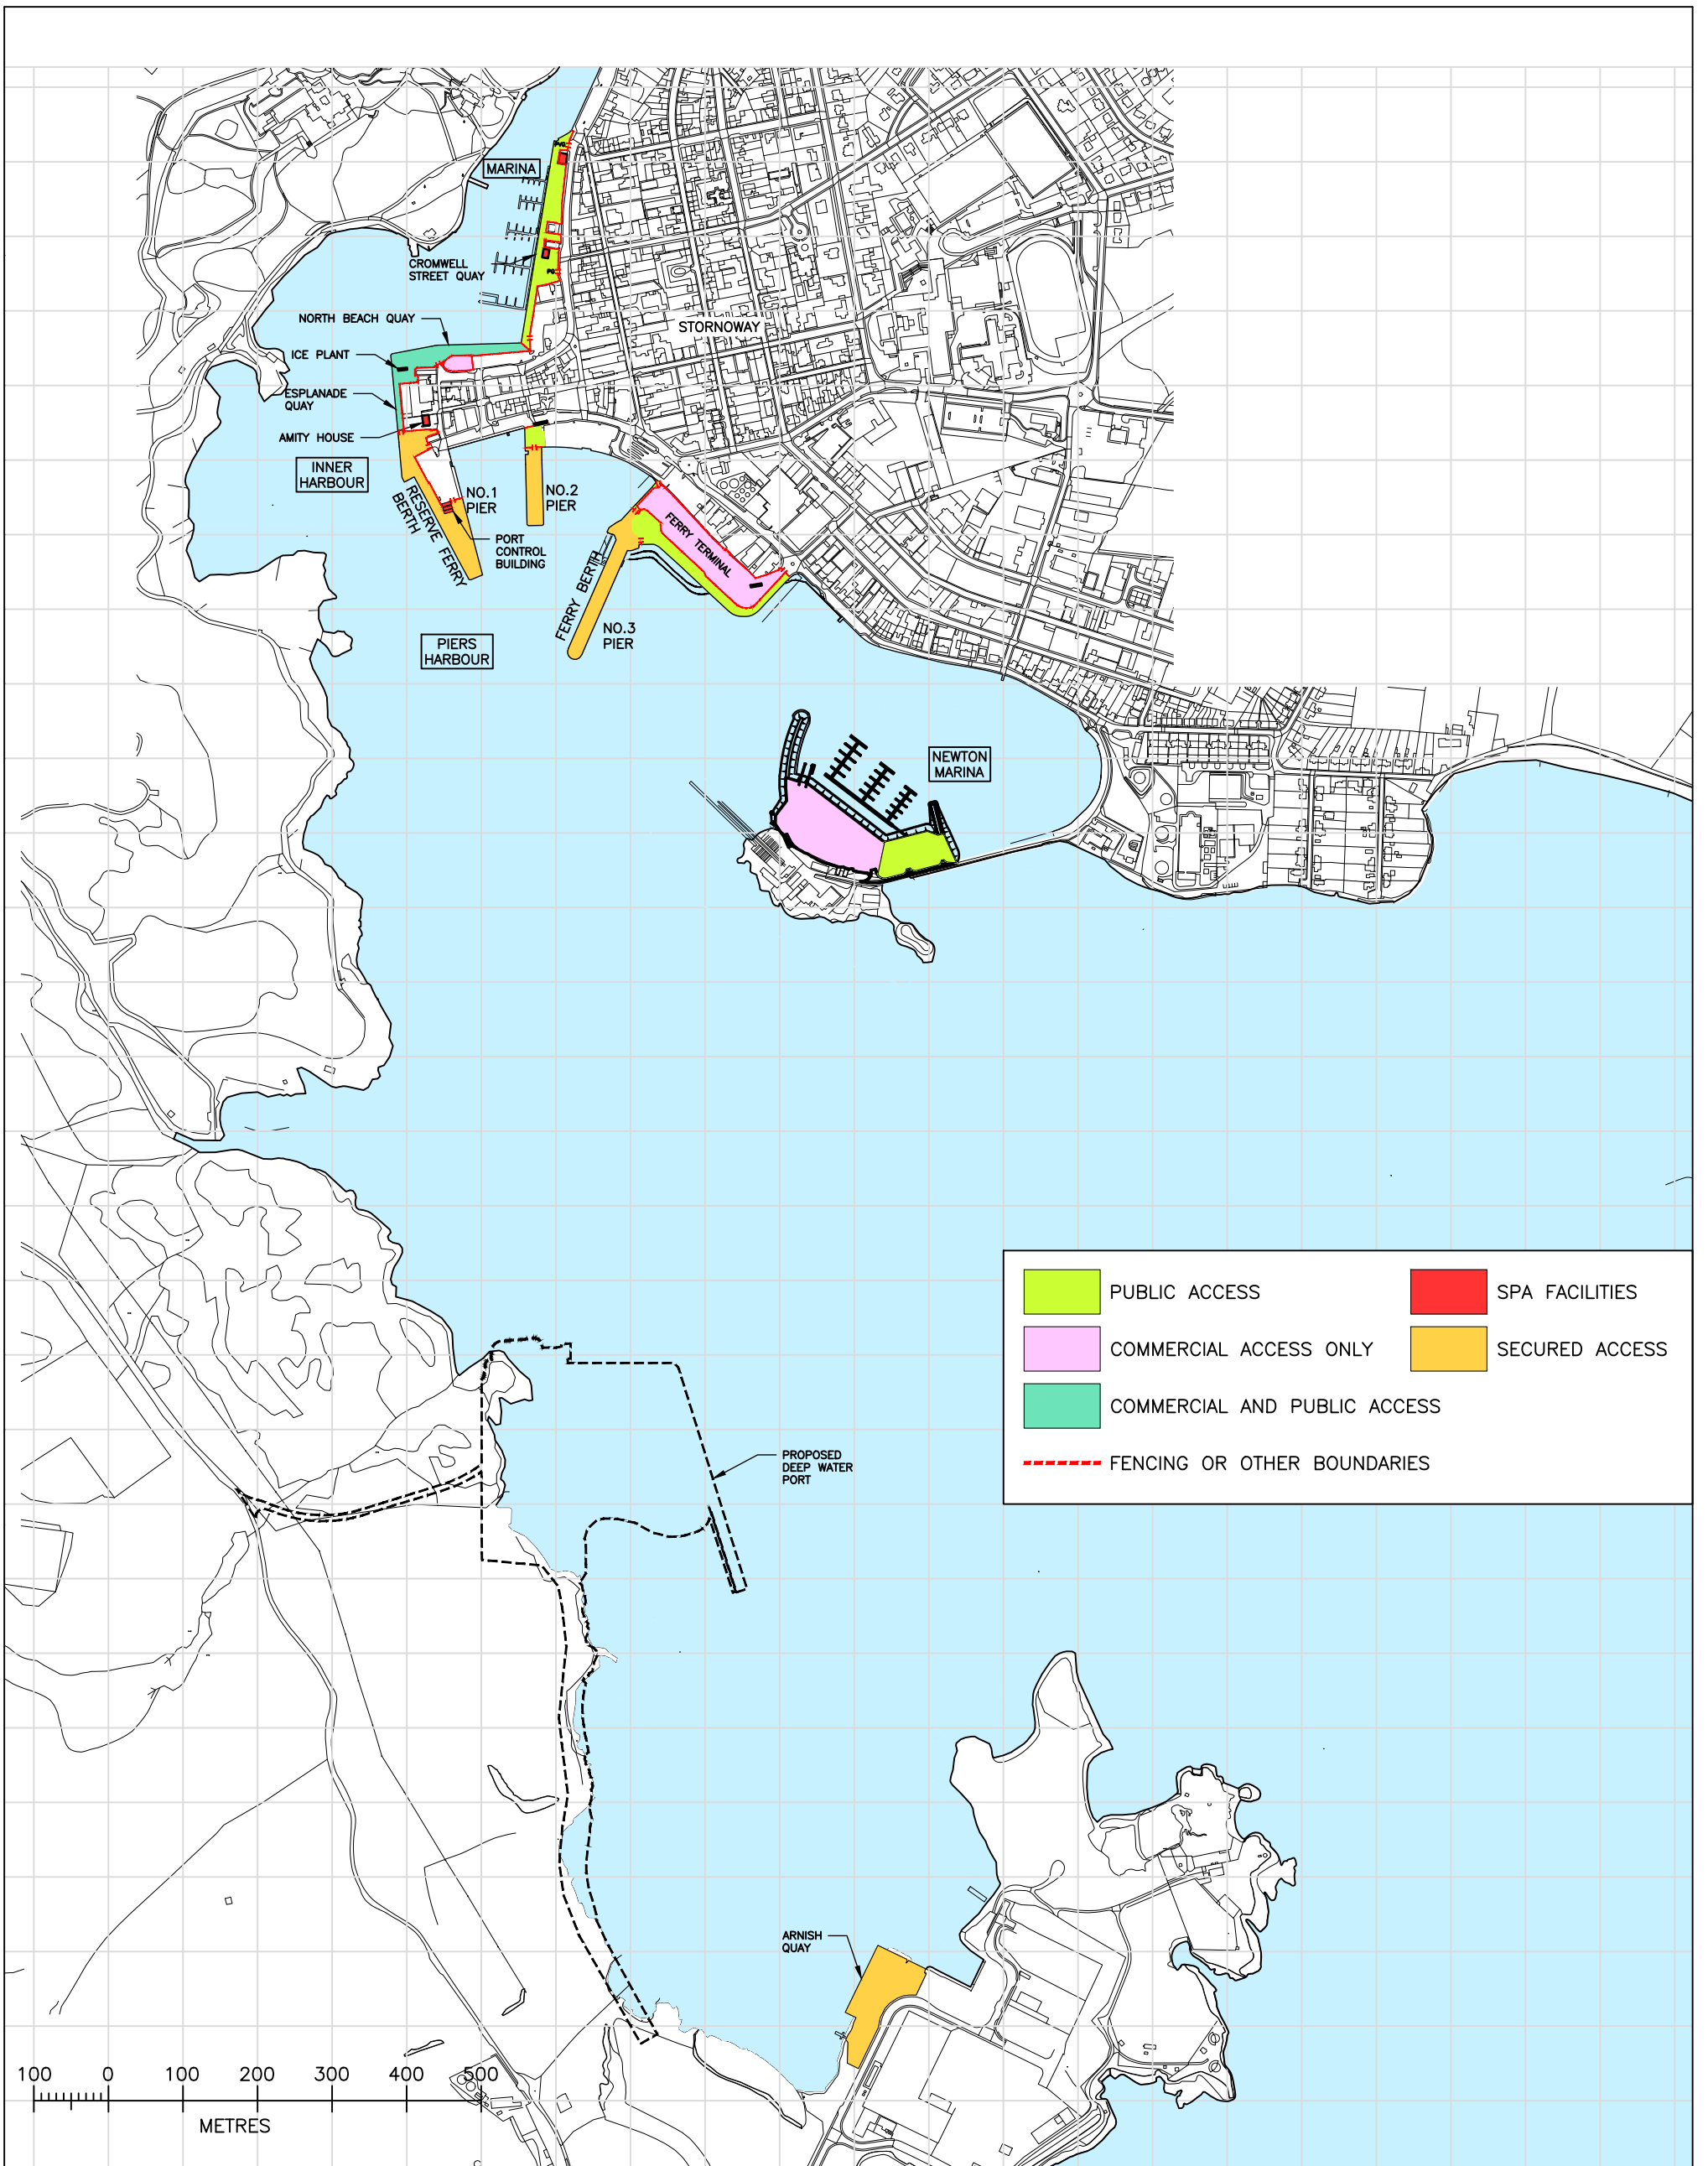 MARINA
CROMWELL
STREET QUAY
NORTH BEACH QUAY
STORNOWAY
ICE PLANT
ESPLANADE
QUAY
AMITY HOUSE
INNER
HARBOUR
RESERVE FERRY
BERTH
NO.1
PIER
NO.2
PIER
PORT
CONTROL
BUILDING
FERRY TERMINAL
FERRY BERTH
NO.3
PIER
PIERS
HARBOUR
NEWTON
MARINA
PUBLIC ACCESS
SPA FACILITIES
COMMERCIAL ACCESS ONLY
SECURED ACCESS
COMMERCIAL AND PUBLIC ACCESS
FENCING OR OTHER BOUNDARIES
PROPOSED
DEEP WATER
PORT
ARNISH
QUAY
100 0 100 200 300 400 500
METRES